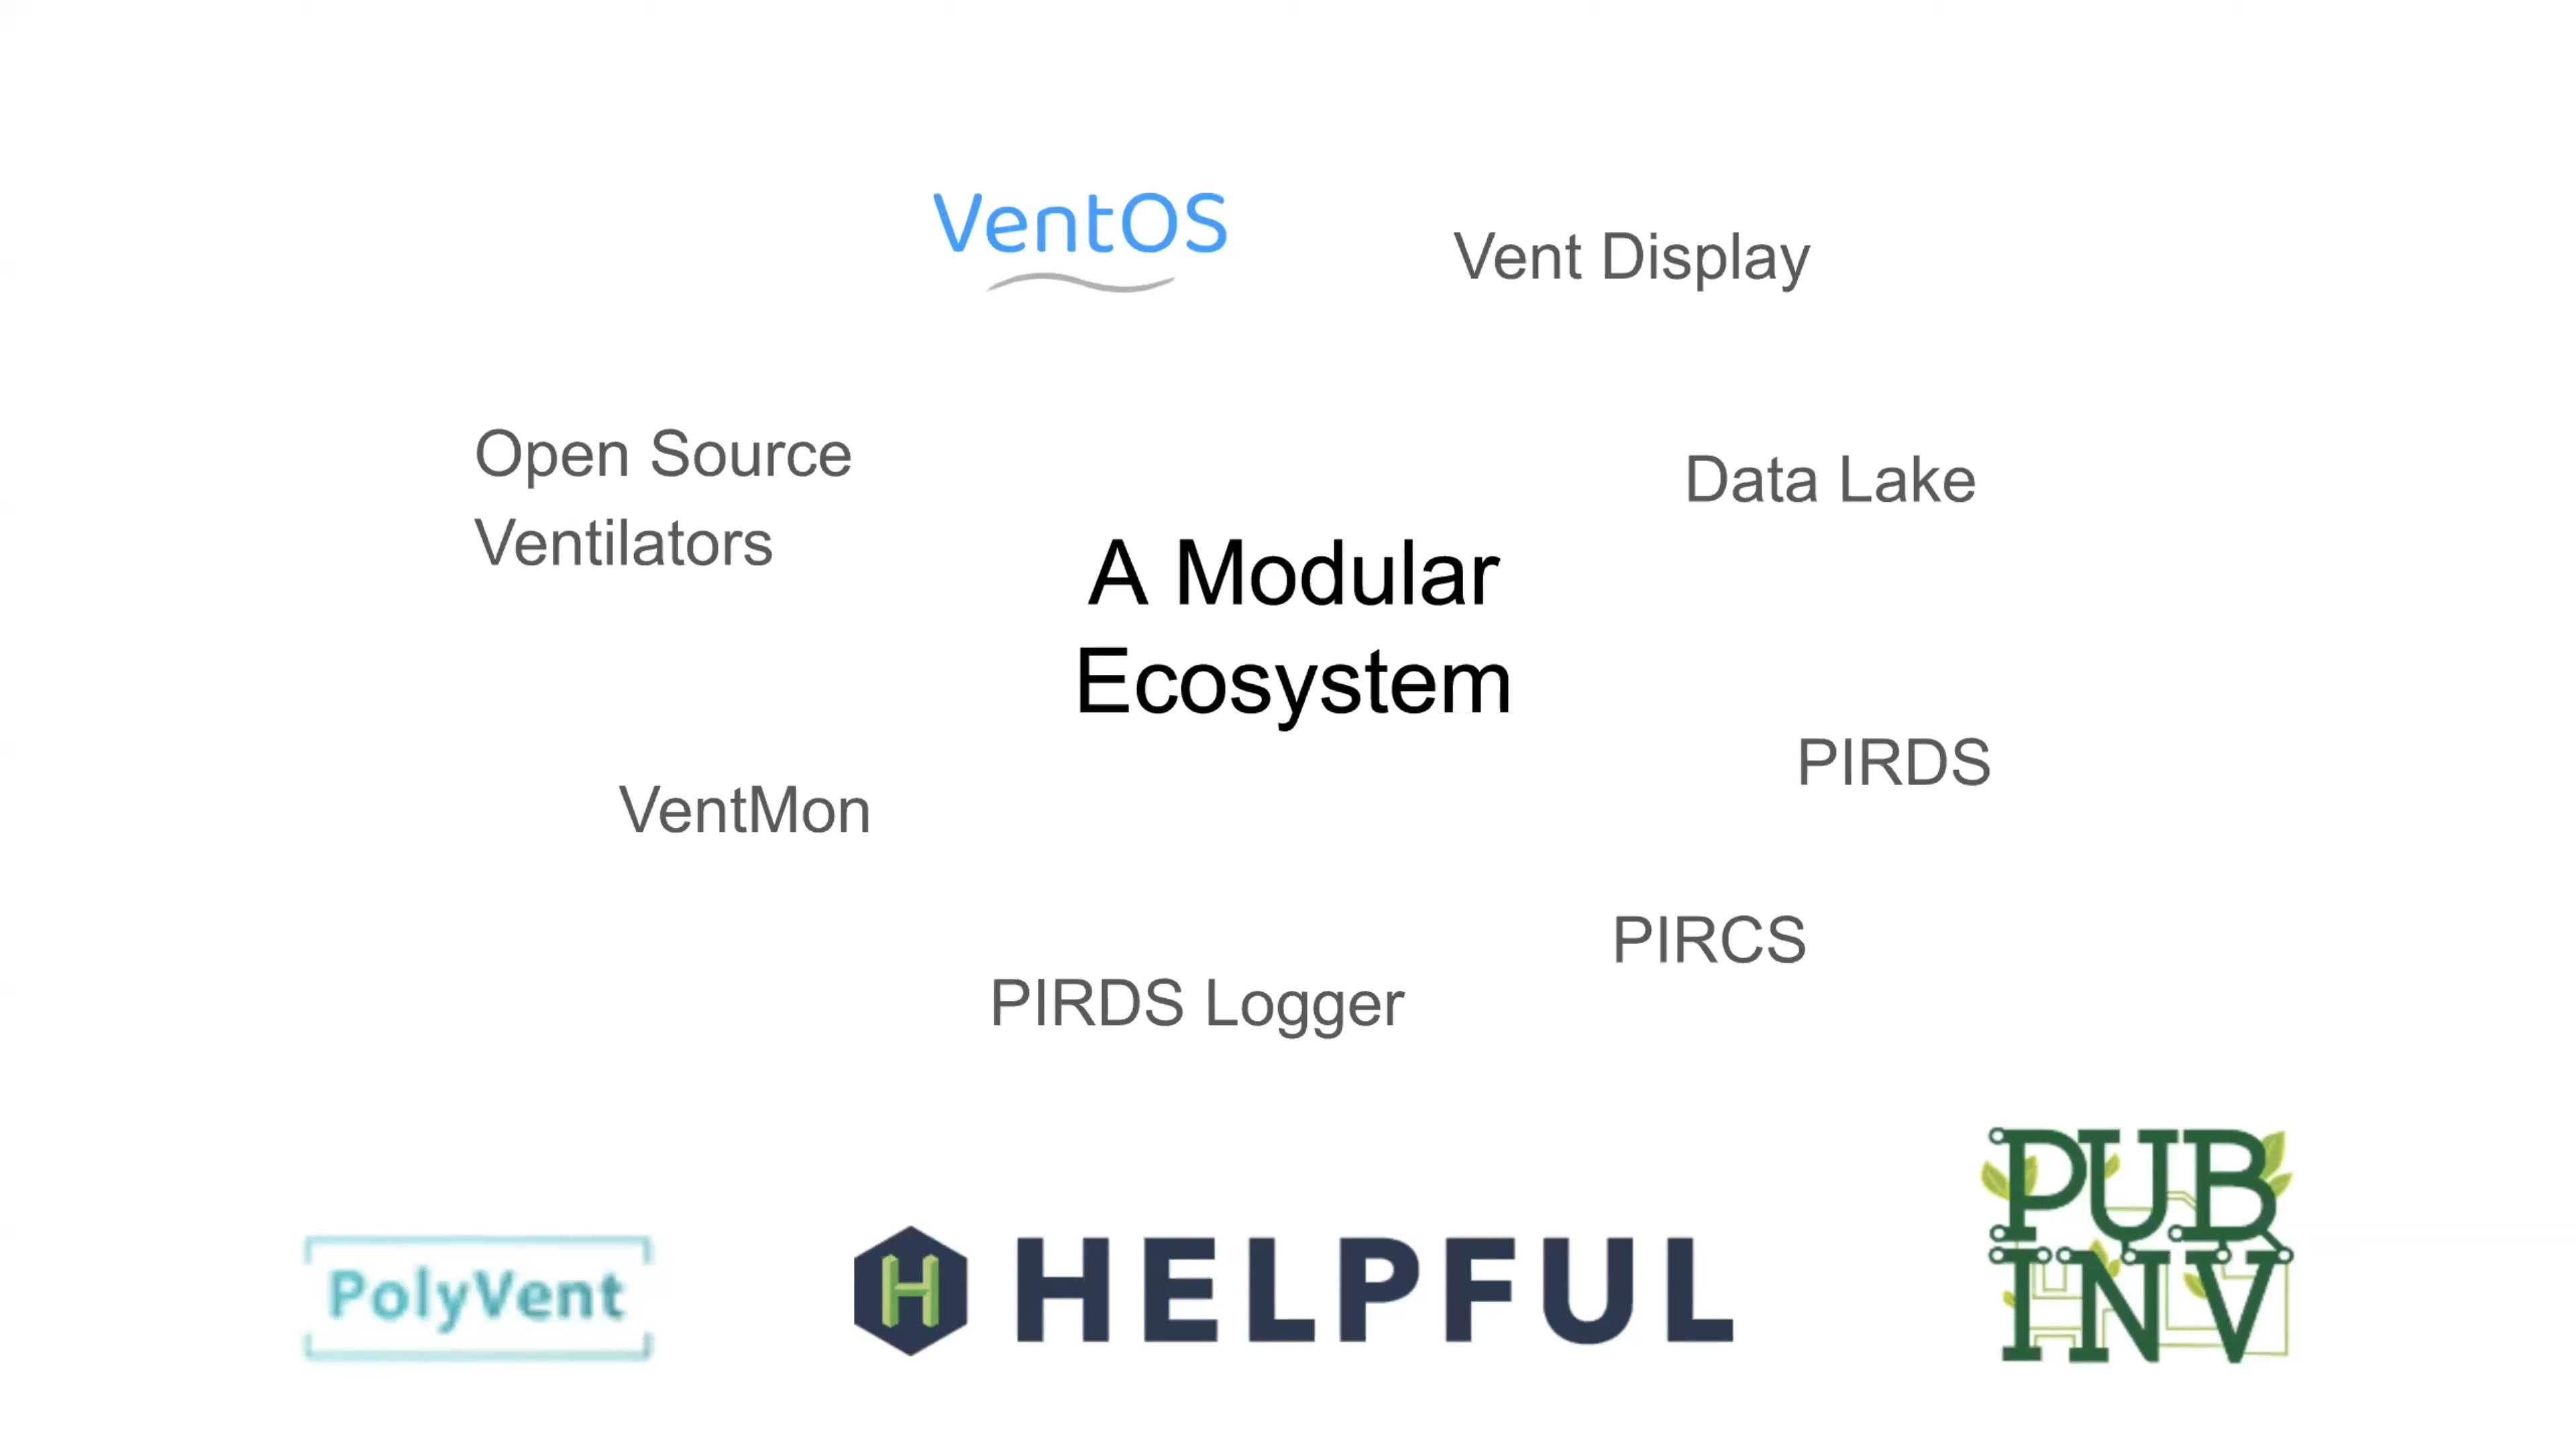 VentOS
Vent Display
Open Source
Ventilators
Data Lake
A Modular
Ecosystem
PIRDS
VentMon
PIRCS
PIRDS Logger
PolyVent
H HELPFUL
PUB
INV